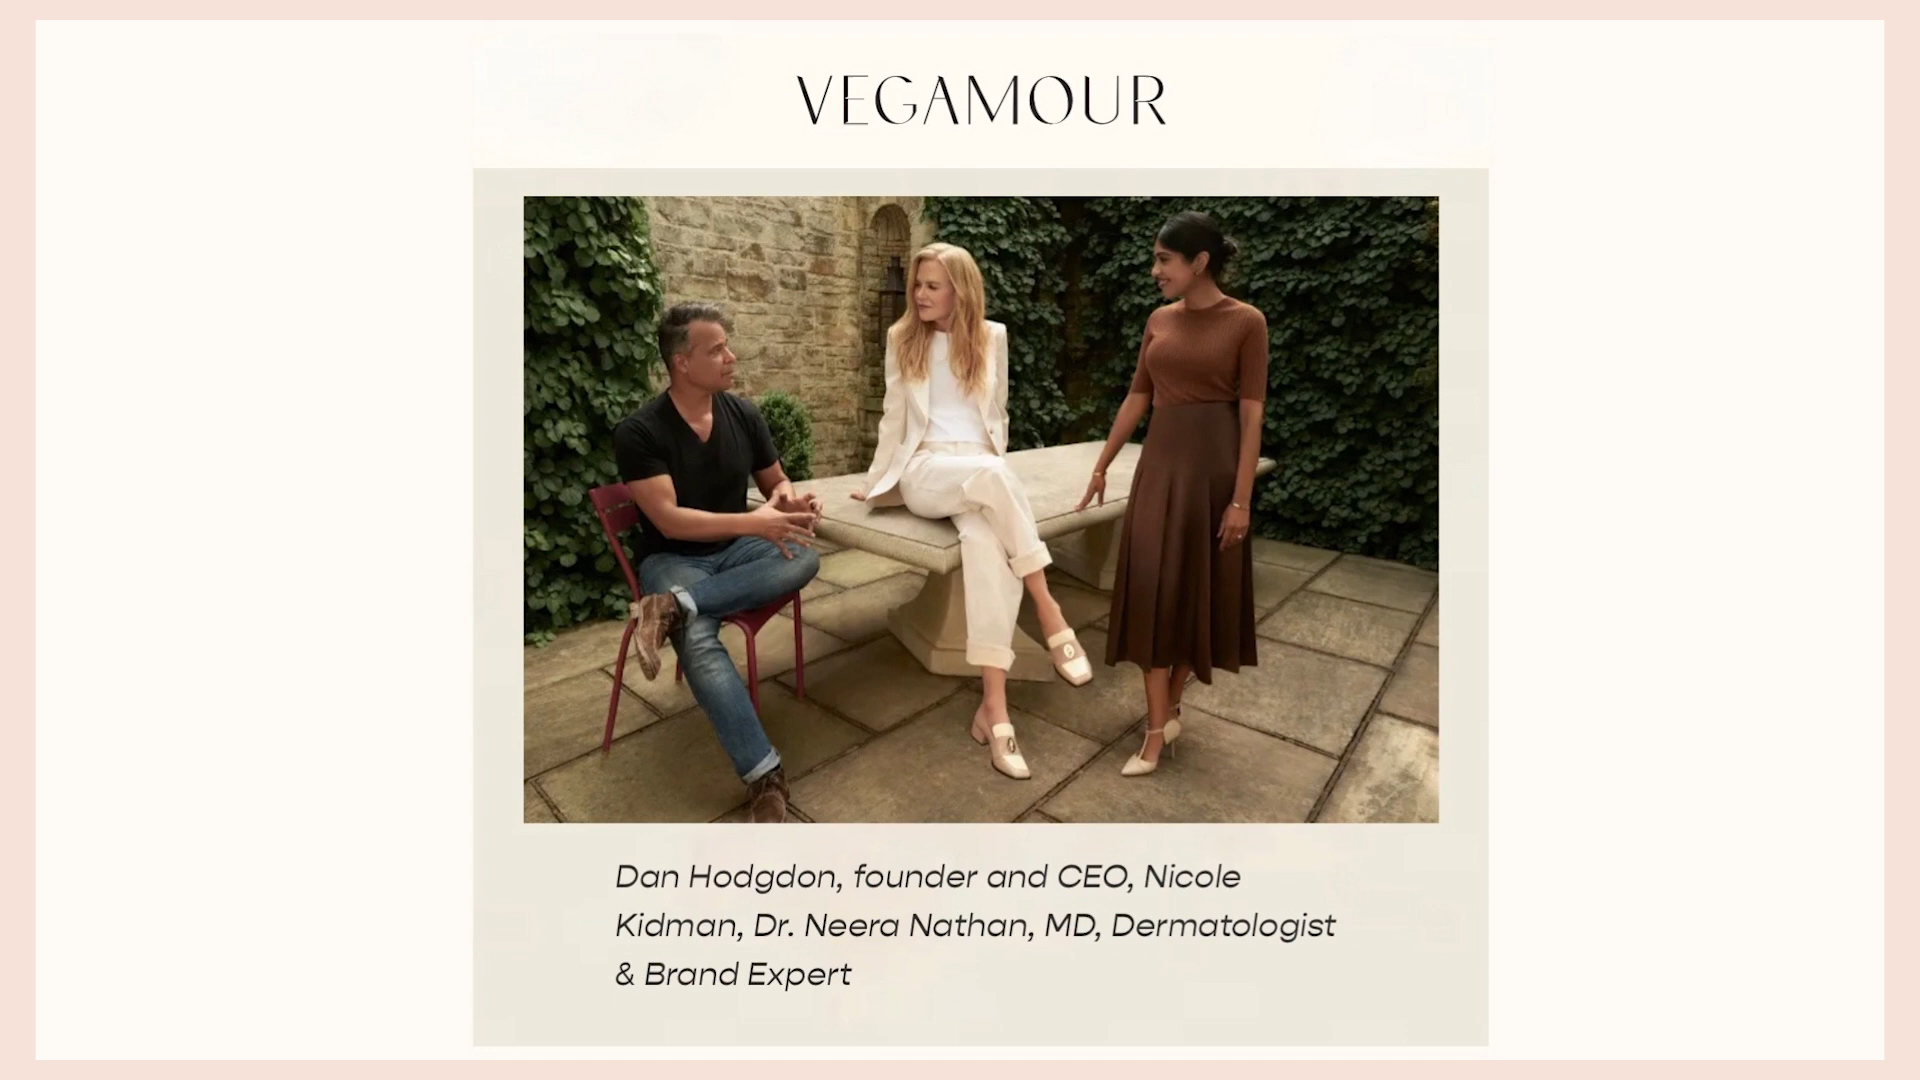 VEGAMOUR
Dan Hodgdon, founder and CEO, Nicole
Kidman, Dr. Neera Nathan, MD, Dermatologist
& Brand Expert